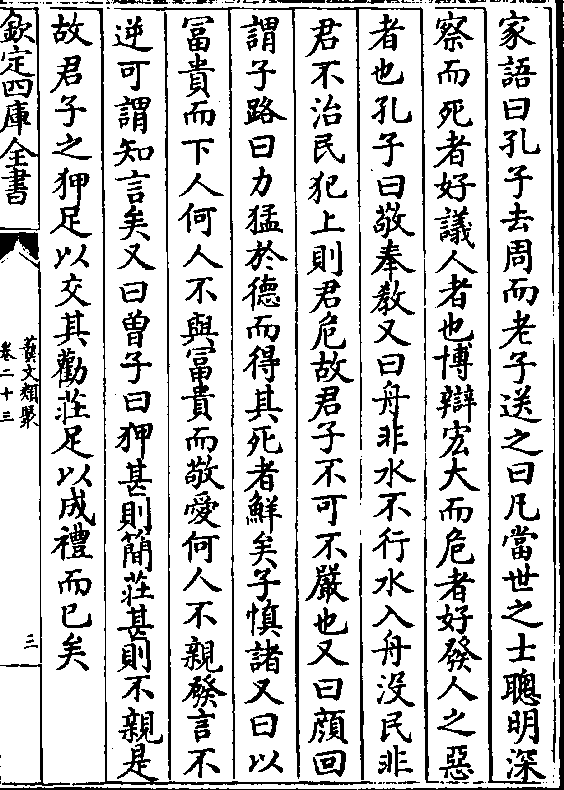 家語曰孔子去周而老子送之曰凡當世之士聰明深
察而死者好議人者也博辯宏大而危者好發人之惡
者也孔子曰敬奉敎又曰舟非水不行水入舟没民非
君不治民犯上則君危故君子不可不嚴也又曰顔回
謂子路曰力猛於德而得其死者鮮矣子慎諸又曰以
冨貴而下人何人不與冨貴而敬愛何人不親發言不
逆可謂知言矣又曰曽子曰狎甚則簡莊甚則不親是
故君子之狎足以交其勸莊足以成禮而已矣
欽定四庫全書
藝文類聚
卷二十三
三